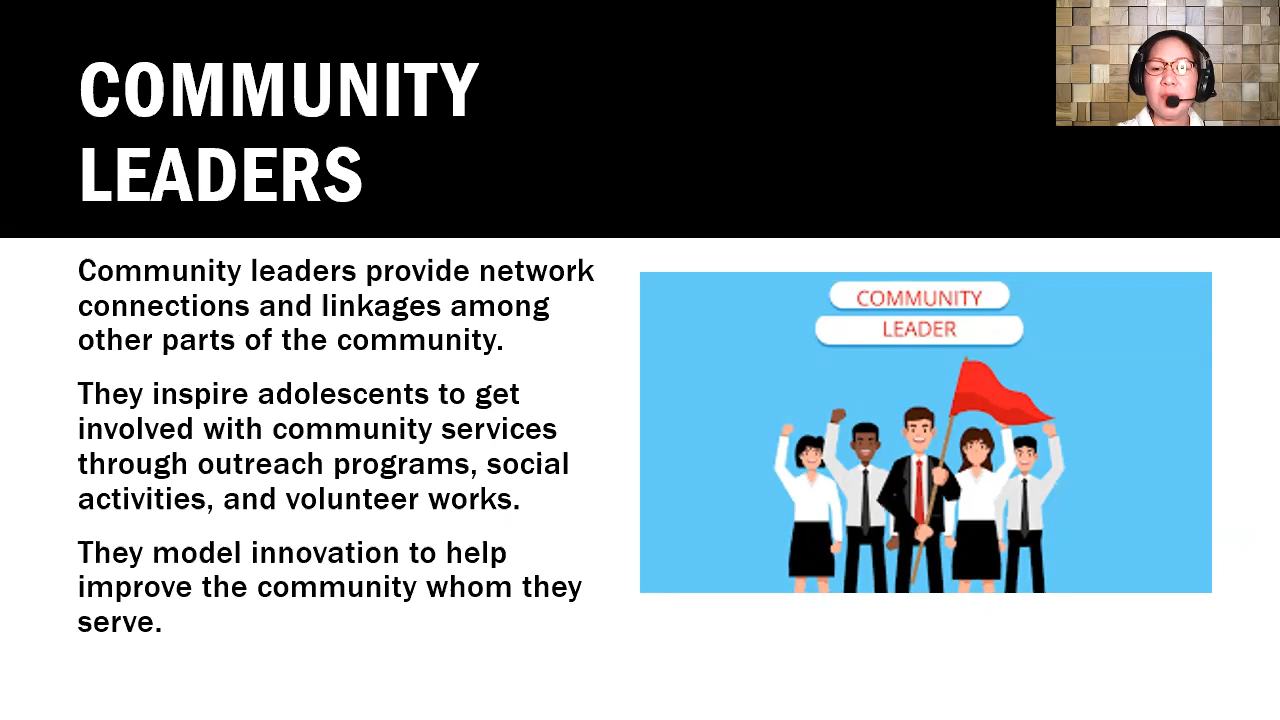 COMMUNITY
LEADERS
Community leaders provide network
connections and linkages among
other parts of the community.
They inspire adolescents to get
involved with community services
through outreach programs, social
activities, and volunteer works.
They model innovation to help
improve the community whom they
serve.
COMMUNITY
LEADER